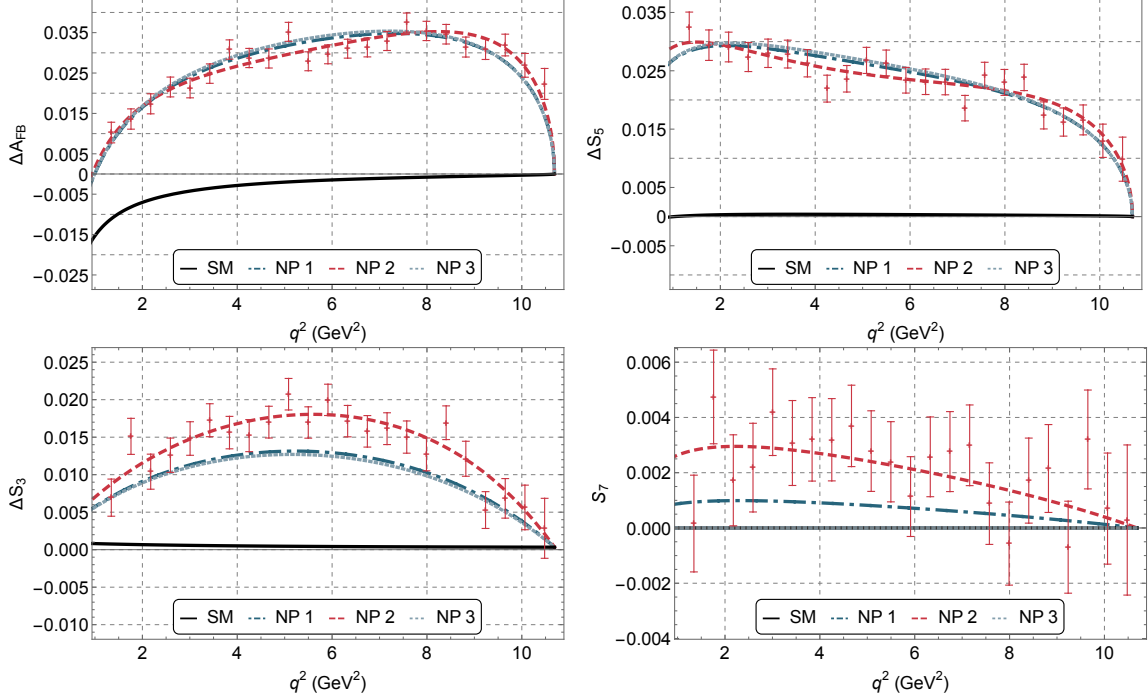 0.035
0.025
0.015
0.005
0
−0.005
−0.015
−0.025
ΔA_FB
SM NP 1 NP 2 NP 3
2 4 6 8 10
q² (GeV²)
0.035
0.025
0.015
0.005
0
−0.005
ΔS₅
SM NP 1 NP 2 NP 3
2 4 6 8 10
q² (GeV²)
0.025
0.020
0.015
0.010
0.005
0.000
−0.005
−0.010
ΔS₃
SM NP 1 NP 2 NP 3
2 4 6 8 10
q² (GeV²)
0.006
0.004
0.002
0.000
−0.002
−0.004
S₇
SM NP 1 NP 2 NP 3
2 4 6 8 10
q² (GeV²)